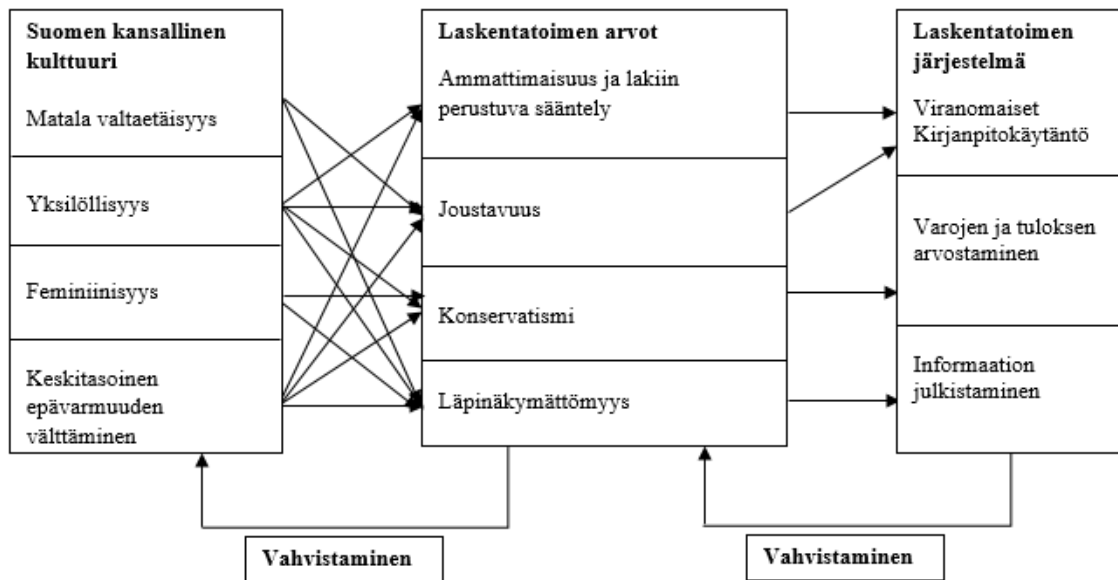 Suomen kansallinen
kulttuuri
Matala valtaetäisyys
Yksilöllisyys
Feminiinisyys
Keskitasoinen
epävarmuuden
välttäminen
Laskentatoimen arvot
Ammattimaisuus ja lakiin
perustuva sääntely
Joustavuus
Konservatismi
Läpinäkymättömyys
Laskentatoimen
järjestelmä
Viranomaiset
Kirjanpitokäytäntö
Varojen ja tuloksen
arvostaminen
Informaation
julkistaminen
Vahvistaminen
Vahvistaminen